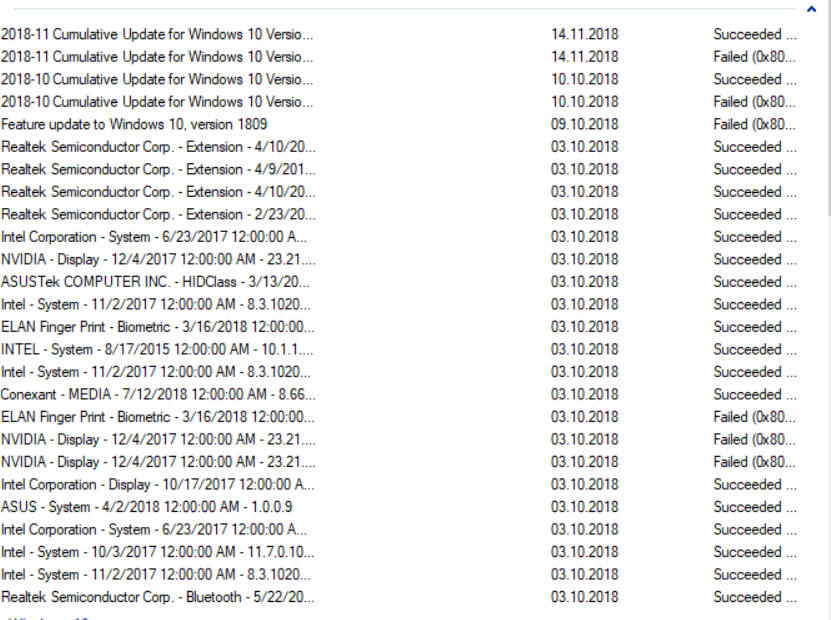 2018-11 Cumulative Update for Windows 10 Versio... 14.11.2018 Succeeded ...
2018-11 Cumulative Update for Windows 10 Versio... 14.11.2018 Failed (0x80...
2018-10 Cumulative Update for Windows 10 Versio... 10.10.2018 Succeeded ...
2018-10 Cumulative Update for Windows 10 Versio... 10.10.2018 Failed (0x80...
Feature update to Windows 10, version 1809 09.10.2018 Failed (0x80...
Realtek Semiconductor Corp. - Extension - 4/10/20... 03.10.2018 Succeeded ...
Realtek Semiconductor Corp. - Extension - 4/9/201... 03.10.2018 Succeeded ...
Realtek Semiconductor Corp. - Extension - 4/10/20... 03.10.2018 Succeeded ...
Realtek Semiconductor Corp. - Extension - 2/23/20... 03.10.2018 Succeeded ...
Intel Corporation - System - 6/23/2017 12:00:00 A... 03.10.2018 Succeeded ...
NVIDIA - Display - 12/4/2017 12:00:00 AM - 23.21.... 03.10.2018 Succeeded ...
ASUSTek COMPUTER INC. - HIDClass - 3/13/20... 03.10.2018 Succeeded ...
Intel - System - 11/2/2017 12:00:00 AM - 8.3.1020... 03.10.2018 Succeeded ...
ELAN Finger Print - Biometric - 3/16/2018 12:00:00... 03.10.2018 Succeeded ...
INTEL - System - 8/17/2015 12:00:00 AM - 10.1.1.... 03.10.2018 Succeeded ...
Intel - System - 11/2/2017 12:00:00 AM - 8.3.1020... 03.10.2018 Succeeded ...
Conexant - MEDIA - 7/12/2018 12:00:00 AM - 8.66... 03.10.2018 Succeeded ...
ELAN Finger Print - Biometric - 3/16/2018 12:00:00... 03.10.2018 Failed (0x80...
NVIDIA - Display - 12/4/2017 12:00:00 AM - 23.21.... 03.10.2018 Failed (0x80...
NVIDIA - Display - 12/4/2017 12:00:00 AM - 23.21.... 03.10.2018 Failed (0x80...
Intel Corporation - Display - 10/17/2017 12:00:00 A... 03.10.2018 Succeeded ...
ASUS - System - 4/2/2018 12:00:00 AM - 1.0.0.9 03.10.2018 Succeeded ...
Intel Corporation - System - 6/23/2017 12:00:00 A... 03.10.2018 Succeeded ...
Intel - System - 10/3/2017 12:00:00 AM - 11.7.0.10... 03.10.2018 Succeeded ...
Intel - System - 11/2/2017 12:00:00 AM - 8.3.1020... 03.10.2018 Succeeded ...
Realtek Semiconductor Corp. - Bluetooth - 5/22/20... 03.10.2018 Succeeded ...